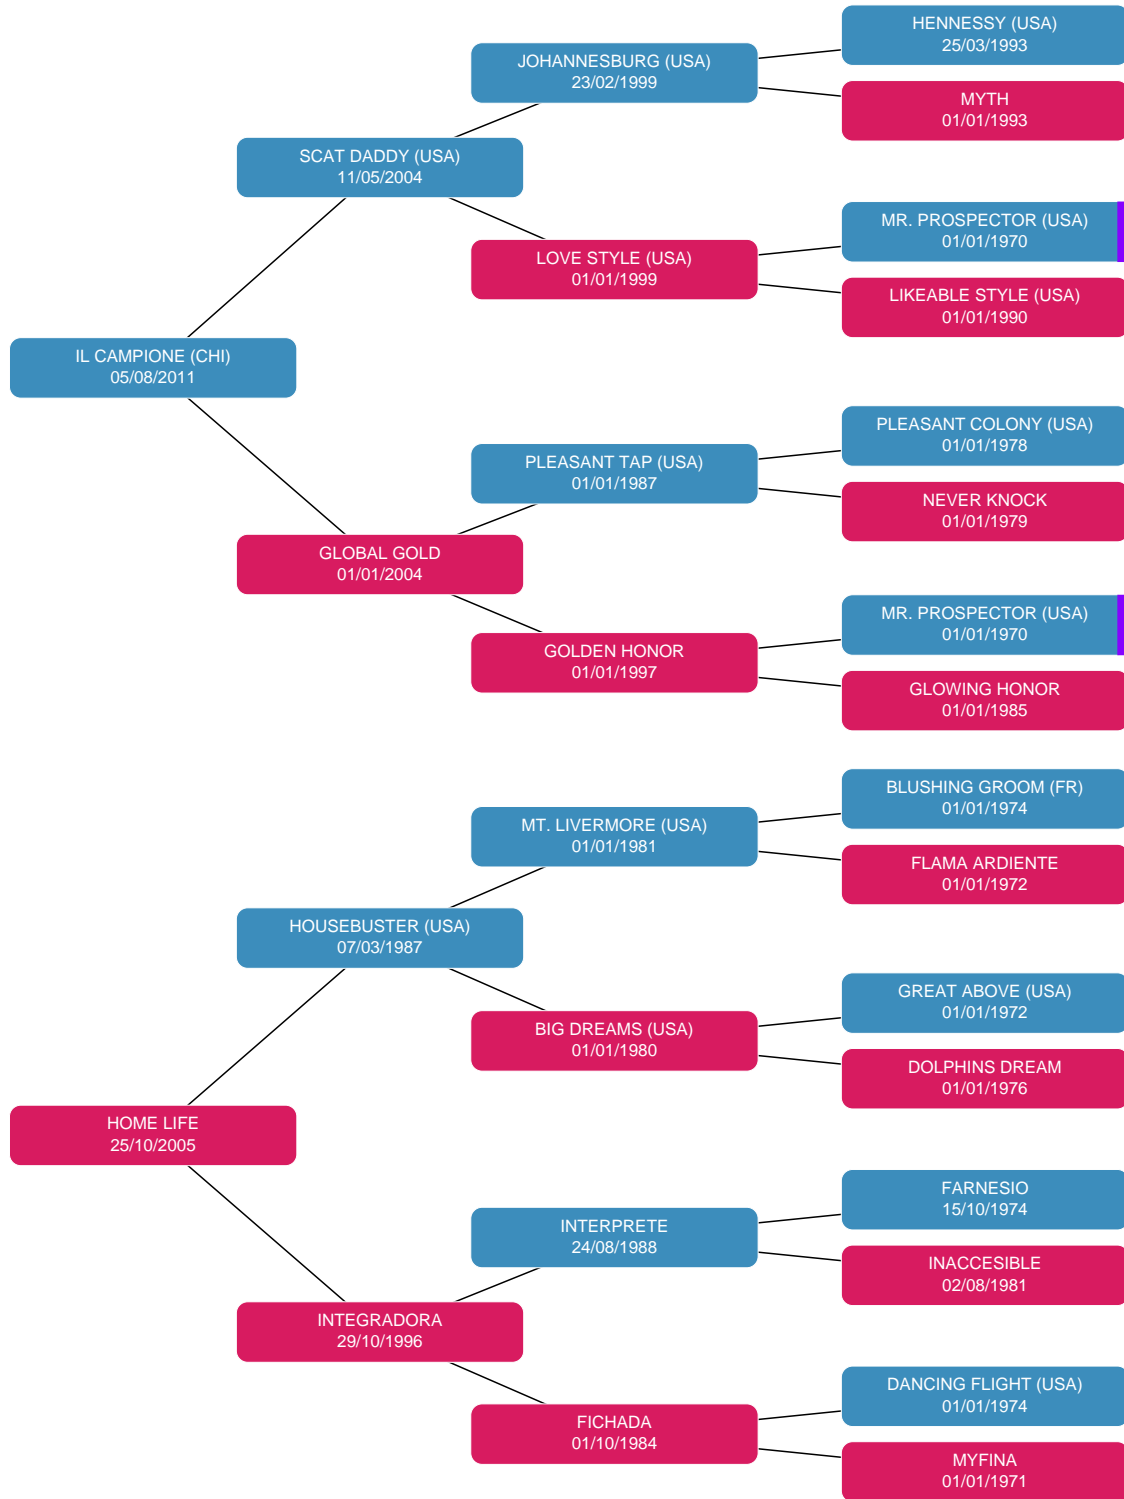 HENNESSY (USA)
25/03/1993
JOHANNESBURG (USA)
23/02/1999
MYTH
01/01/1993
SCAT DADDY (USA)
11/05/2004
MR. PROSPECTOR (USA)
01/01/1970
LOVE STYLE (USA)
01/01/1999
LIKEABLE STYLE (USA)
01/01/1990
IL CAMPIONE (CHI)
05/08/2011
PLEASANT COLONY (USA)
01/01/1978
PLEASANT TAP (USA)
01/01/1987
NEVER KNOCK
01/01/1979
GLOBAL GOLD
01/01/2004
MR. PROSPECTOR (USA)
01/01/1970
GOLDEN HONOR
01/01/1997
GLOWING HONOR
01/01/1985
BLUSHING GROOM (FR)
01/01/1974
MT. LIVERMORE (USA)
01/01/1981
FLAMA ARDIENTE
01/01/1972
HOUSEBUSTER (USA)
07/03/1987
GREAT ABOVE (USA)
01/01/1972
BIG DREAMS (USA)
01/01/1980
DOLPHINS DREAM
01/01/1976
HOME LIFE
25/10/2005
FARNESIO
15/10/1974
INTERPRETE
24/08/1988
INACCESIBLE
02/08/1981
INTEGRADORA
29/10/1996
DANCING FLIGHT (USA)
01/01/1974
FICHADA
01/10/1984
MYFINA
01/01/1971